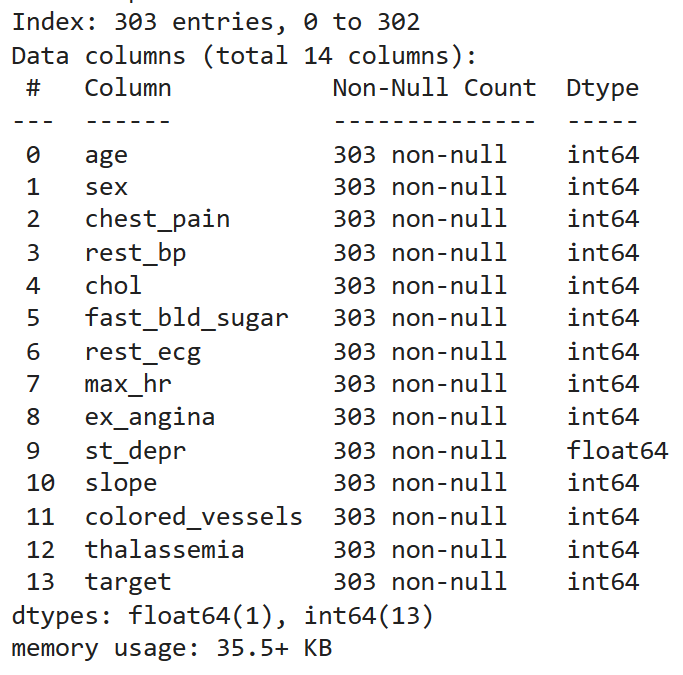 Index: 303 entries, 0 to 302
Data columns (total 14 columns):
 #   Column           Non-Null Count  Dtype
---  ------           --------------  -----
 0   age              303 non-null    int64
 1   sex              303 non-null    int64
 2   chest_pain       303 non-null    int64
 3   rest_bp          303 non-null    int64
 4   chol             303 non-null    int64
 5   fast_bld_sugar   303 non-null    int64
 6   rest_ecg         303 non-null    int64
 7   max_hr           303 non-null    int64
 8   ex_angina        303 non-null    int64
 9   st_depr          303 non-null    float64
 10  slope            303 non-null    int64
 11  colored_vessels  303 non-null    int64
 12  thalassemia      303 non-null    int64
 13  target           303 non-null    int64
dtypes: float64(1), int64(13)
memory usage: 35.5+ KB